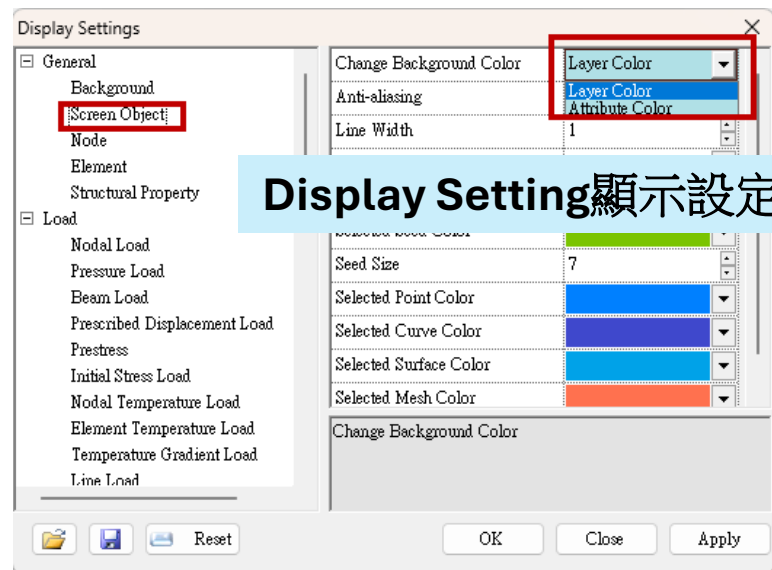 Display Settings
General
Background
Screen Object
Node
Element
Structural Property
Load
Nodal Load
Pressure Load
Beam Load
Prescribed Displacement Load
Prestress
Initial Stress Load
Nodal Temperature Load
Element Temperature Load
Temperature Gradient Load
Line Load
Change Background Color Layer Color
Layer Color
Attribute Color
Anti-aliasing
Line Width 1
Display Setting顯示設定
Seed Size 7
Selected Point Color
Selected Curve Color
Selected Surface Color
Selected Mesh Color
Change Background Color
Reset OK Close Apply